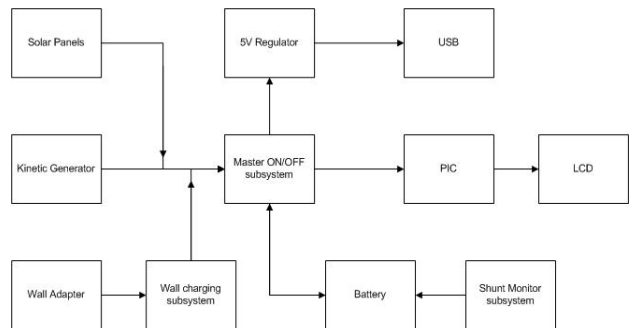 Solar Panels
5V Regulator
USB
Kinetic Generator
Master ON/OFF
subsystem
PIC
LCD
Wall Adapter
Wall charging
subsystem
Battery
Shunt Monitor
subsystem